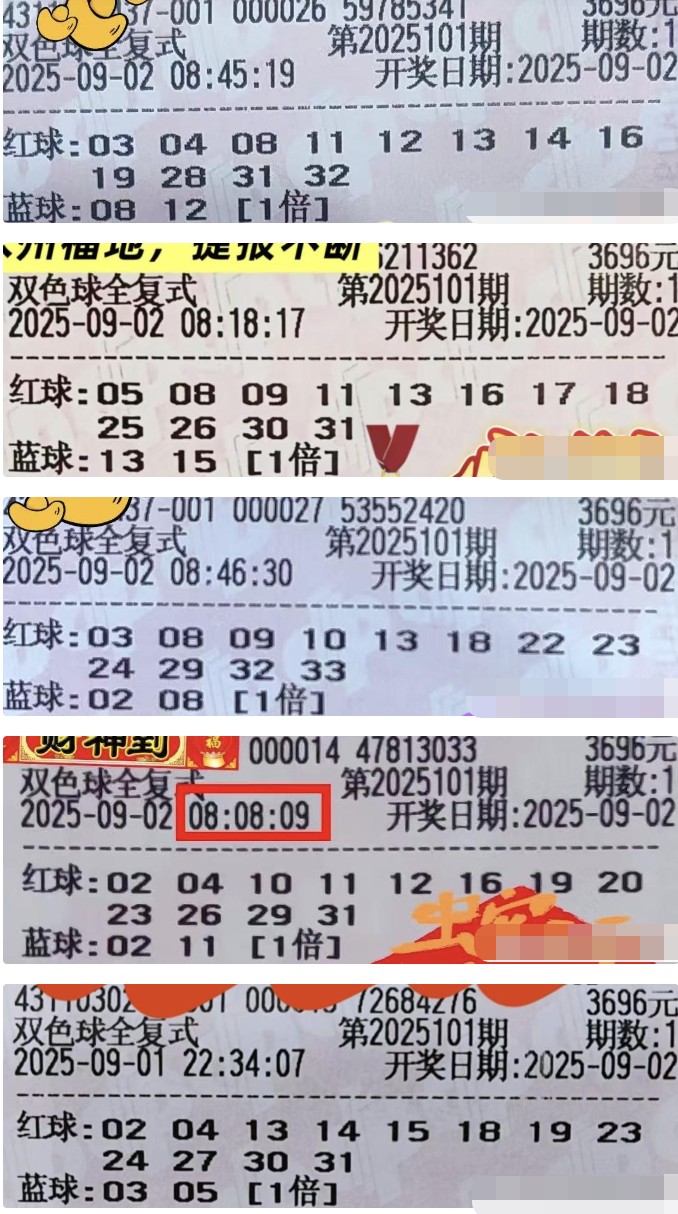 37-001 000026 59785341 3696元
双色球全复式 第2025101期 期数:1
2025-09-02 08:45:19 开奖日期:2025-09-02
红球:03 04 08 11 12 13 14 16
19 28 31 32
蓝球:08 12 [1倍]
福地，捷报不断
6211362 3696元
双色球全复式 第2025101期 期数:1
2025-09-02 08:18:17 开奖日期:2025-09-02
红球:05 08 09 11 13 16 17 18
25 26 30 31
蓝球:13 15 [1倍]
37-001 000027 53552420 3696元
双色球全复式 第2025101期 期数:1
2025-09-02 08:46:30 开奖日期:2025-09-02
红球:03 08 09 10 13 18 22 23
24 29 32 33
蓝球:02 08 [1倍]
财神到
福
000014 47813033 3696元
双色球全复式 第2025101期 期数:1
2025-09-02 08:08:09 开奖日期:2025-09-02
红球:02 04 10 11 12 16 19 20
23 26 29 31
蓝球:02 11 [1倍]
72684276 3696元
双色球全复式 第2025101期 期数:1
2025-09-01 22:34:07 开奖日期:2025-09-02
红球:02 04 13 14 15 18 19 23
24 27 30 31
蓝球:03 05 [1倍]